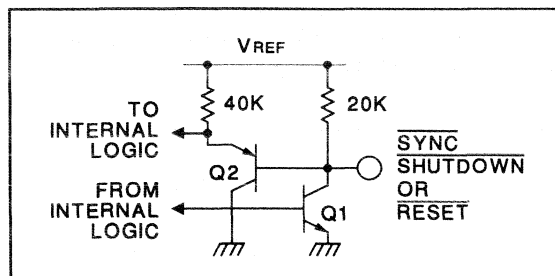 VREF
40K
20K
TO
INTERNAL
LOGIC
Q2
SYNC
SHUTDOWN
OR
RESET
FROM
INTERNAL
LOGIC
Q1